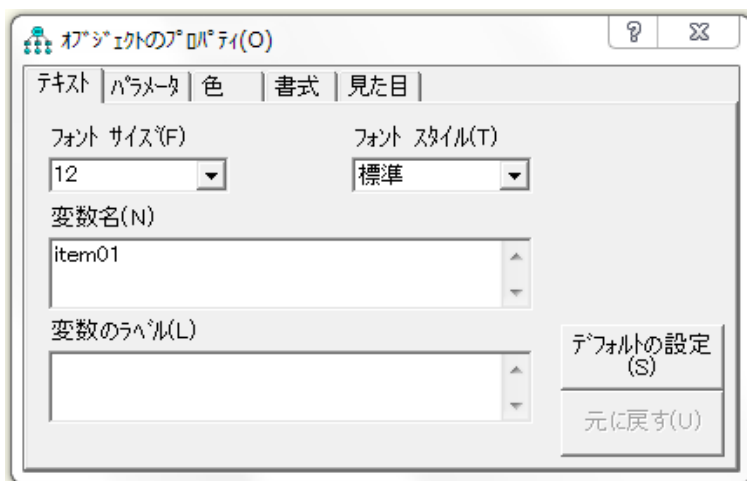 ｵﾌﾞｼﾞｪｸﾄのﾌﾟﾛﾊﾟﾃｨ(O)
テキスト ﾊﾟﾗﾒｰﾀ 色 書式 見た目
フォント サイズ(F) フォント スタイル(T)
12 標準
変数名(N)
item01
変数のﾗﾍﾞﾙ(L)
ﾃﾞﾌｫﾙﾄの設定
(S)
元に戻す(U)